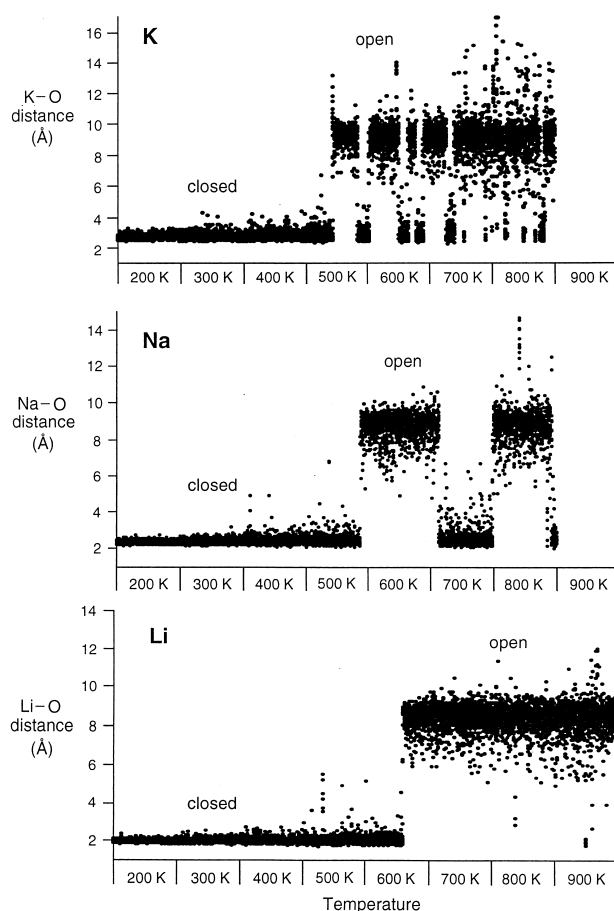 16
14
12
10
8
6
4
2
K
open
closed
K–O
distance
(Å)
200 K 300 K 400 K 500 K 600 K 700 K 800 K 900 K
14
12
10
8
6
4
2
Na
open
closed
Na–O
distance
(Å)
200 K 300 K 400 K 500 K 600 K 700 K 800 K 900 K
14
12
10
8
6
4
2
Li
open
closed
Li–O
distance
(Å)
200 K 300 K 400 K 500 K 600 K 700 K 800 K 900 K
Temperature